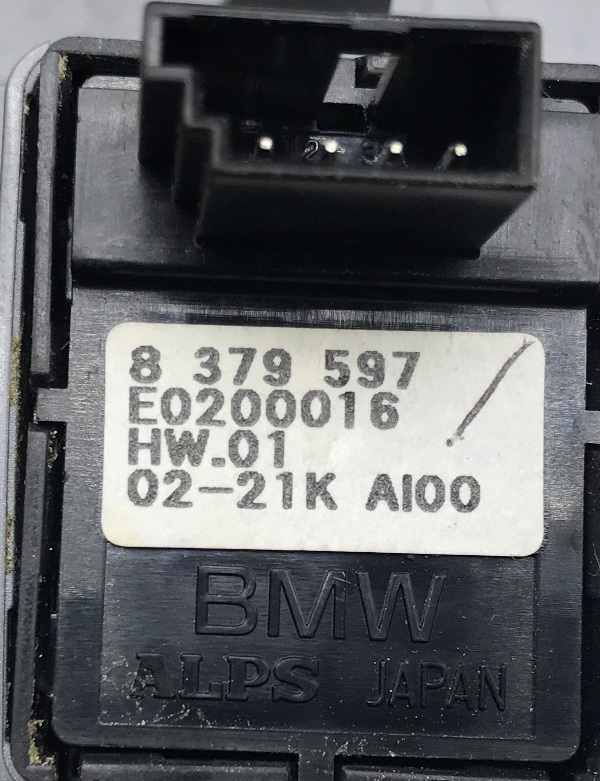 8 379 597
E0200016
HW.01
02-21K AI00
BMW
ALPS JAPAN